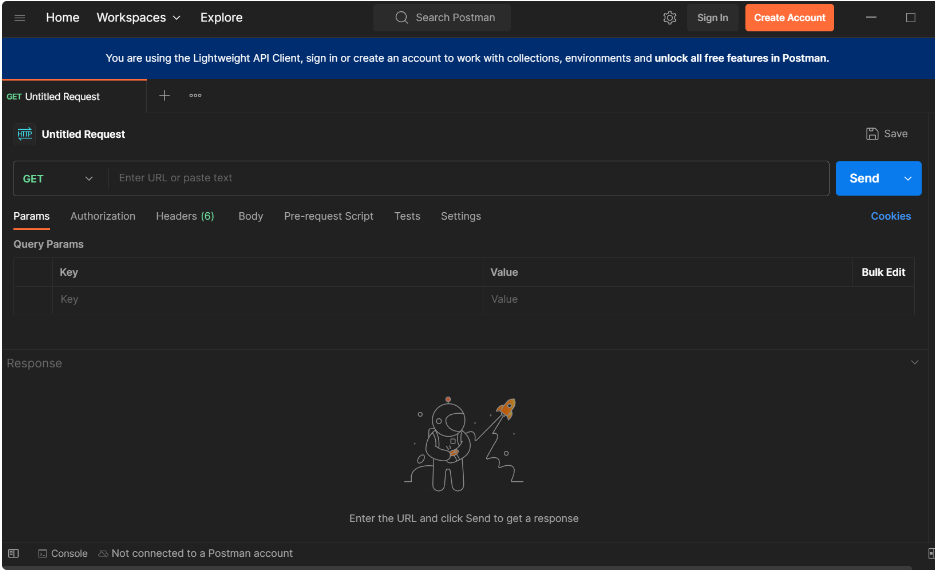 Home Workspaces Explore Search Postman Sign In Create Account
You are using the Lightweight API Client, sign in or create an account to work with collections, environments and unlock all free features in Postman.
GET Untitled Request
HTTP Untitled Request Save
GET Enter URL or paste text Send
Params Authorization Headers (6) Body Pre-request Script Tests Settings Cookies
Query Params
Key Value Bulk Edit
Key Value
Response
Enter the URL and click Send to get a response
Console Not connected to a Postman account